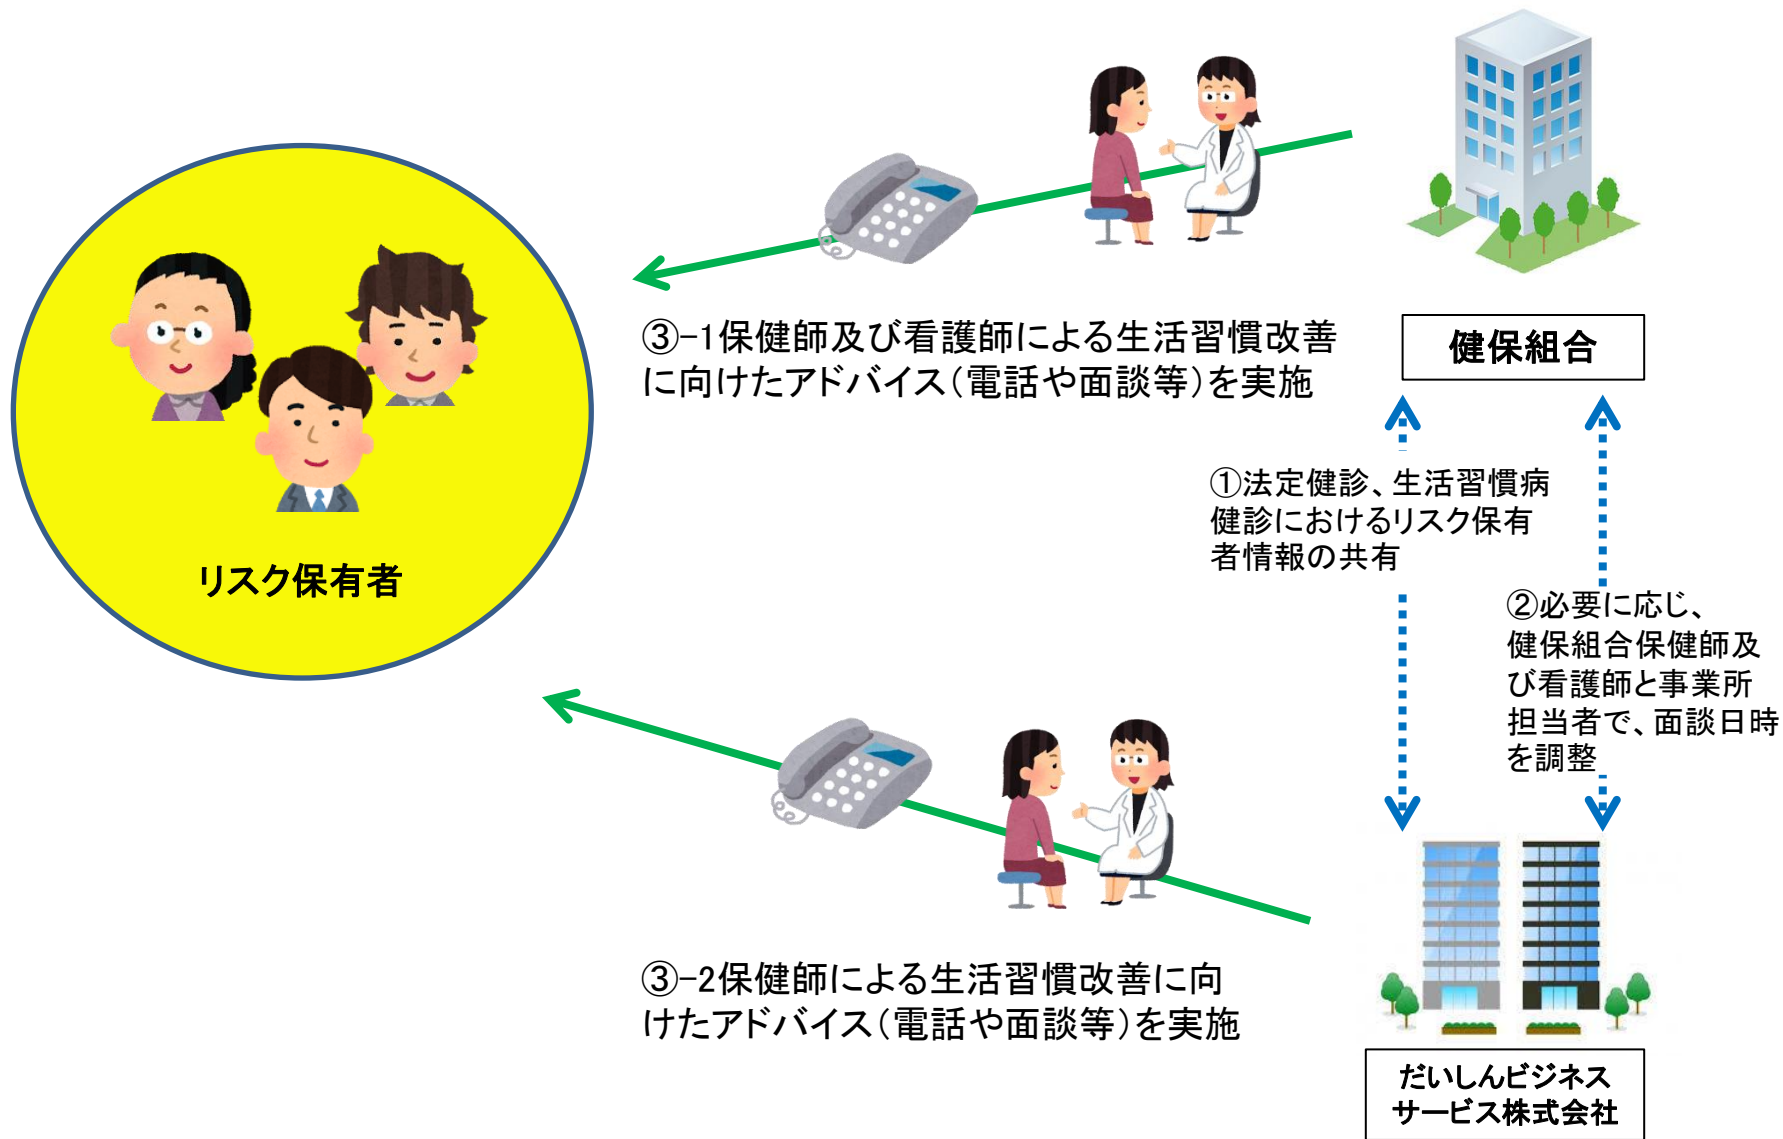 ③-1保健師及び看護師による生活習慣改善
に向けたアドバイス（電話や面談等）を実施
健保組合
①法定健診、生活習慣病
健診におけるリスク保有
者情報の共有
リスク保有者
②必要に応じ、
健保組合保健師及
び看護師と事業所
担当者で、面談日時
を調整
③-2保健師による生活習慣改善に向
けたアドバイス（電話や面談等）を実施
だいしんビジネス
サービス株式会社